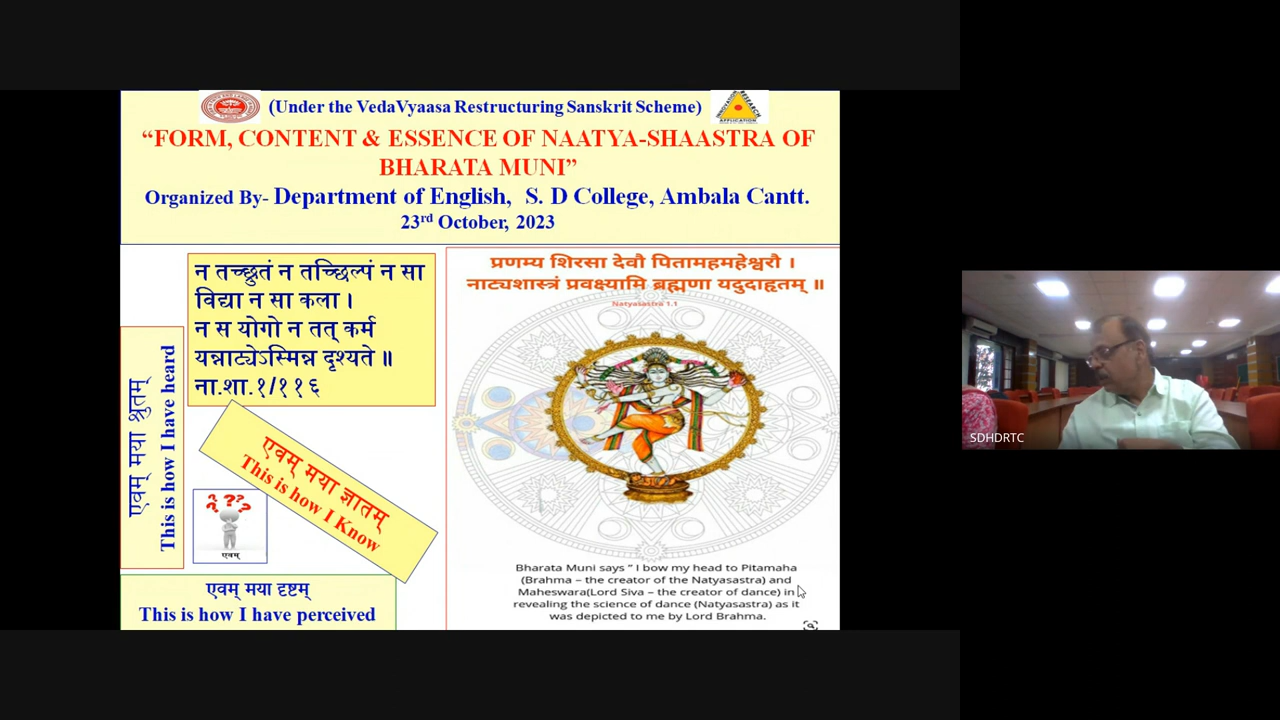 (Under the VedaVyaasa Restructuring Sanskrit Scheme)
“FORM, CONTENT & ESSENCE OF NAATYA-SHAASTRA OF
BHARATA MUNI”
Organized By- Department of English, S. D College, Ambala Cantt.
23rd October, 2023
न तच्छ्रुतं न तच्छिल्पं न सा
विद्या न सा कला ।
न स योगो न तत् कर्म
यन्नाट्येऽस्मिन्न दृश्यते ॥
ना.शा.१/११६
एवम् मया श्रुतम्
This is how I have heard
एवम् मया ज्ञातम्
This is how I Know
?? ??
एवम्
एवम् मया दृष्टम्
This is how I have perceived
प्रणम्य शिरसा देवौ पितामहमहेश्वरौ ।
नाट्यशास्त्रं प्रवक्ष्यामि ब्रह्मणा यदुदाहृतम् ॥
Natyasastra 1.1
Bharata Muni says “ I bow my head to Pitamaha
(Brahma – the creator of the Natyasastra) and
Maheswara(Lord Siva – the creator of dance) in
revealing the science of dance (Natyasastra) as it
was depicted to me by Lord Brahma.
SDHDRTC